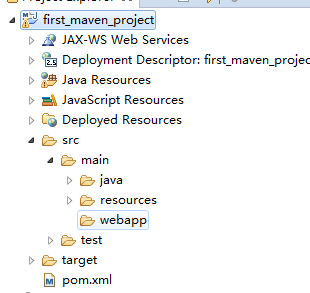 first_maven_project
JAX-WS Web Services
Deployment Descriptor: first_maven_projec
Java Resources
JavaScript Resources
Deployed Resources
src
main
java
resources
webapp
test
target
pom.xml